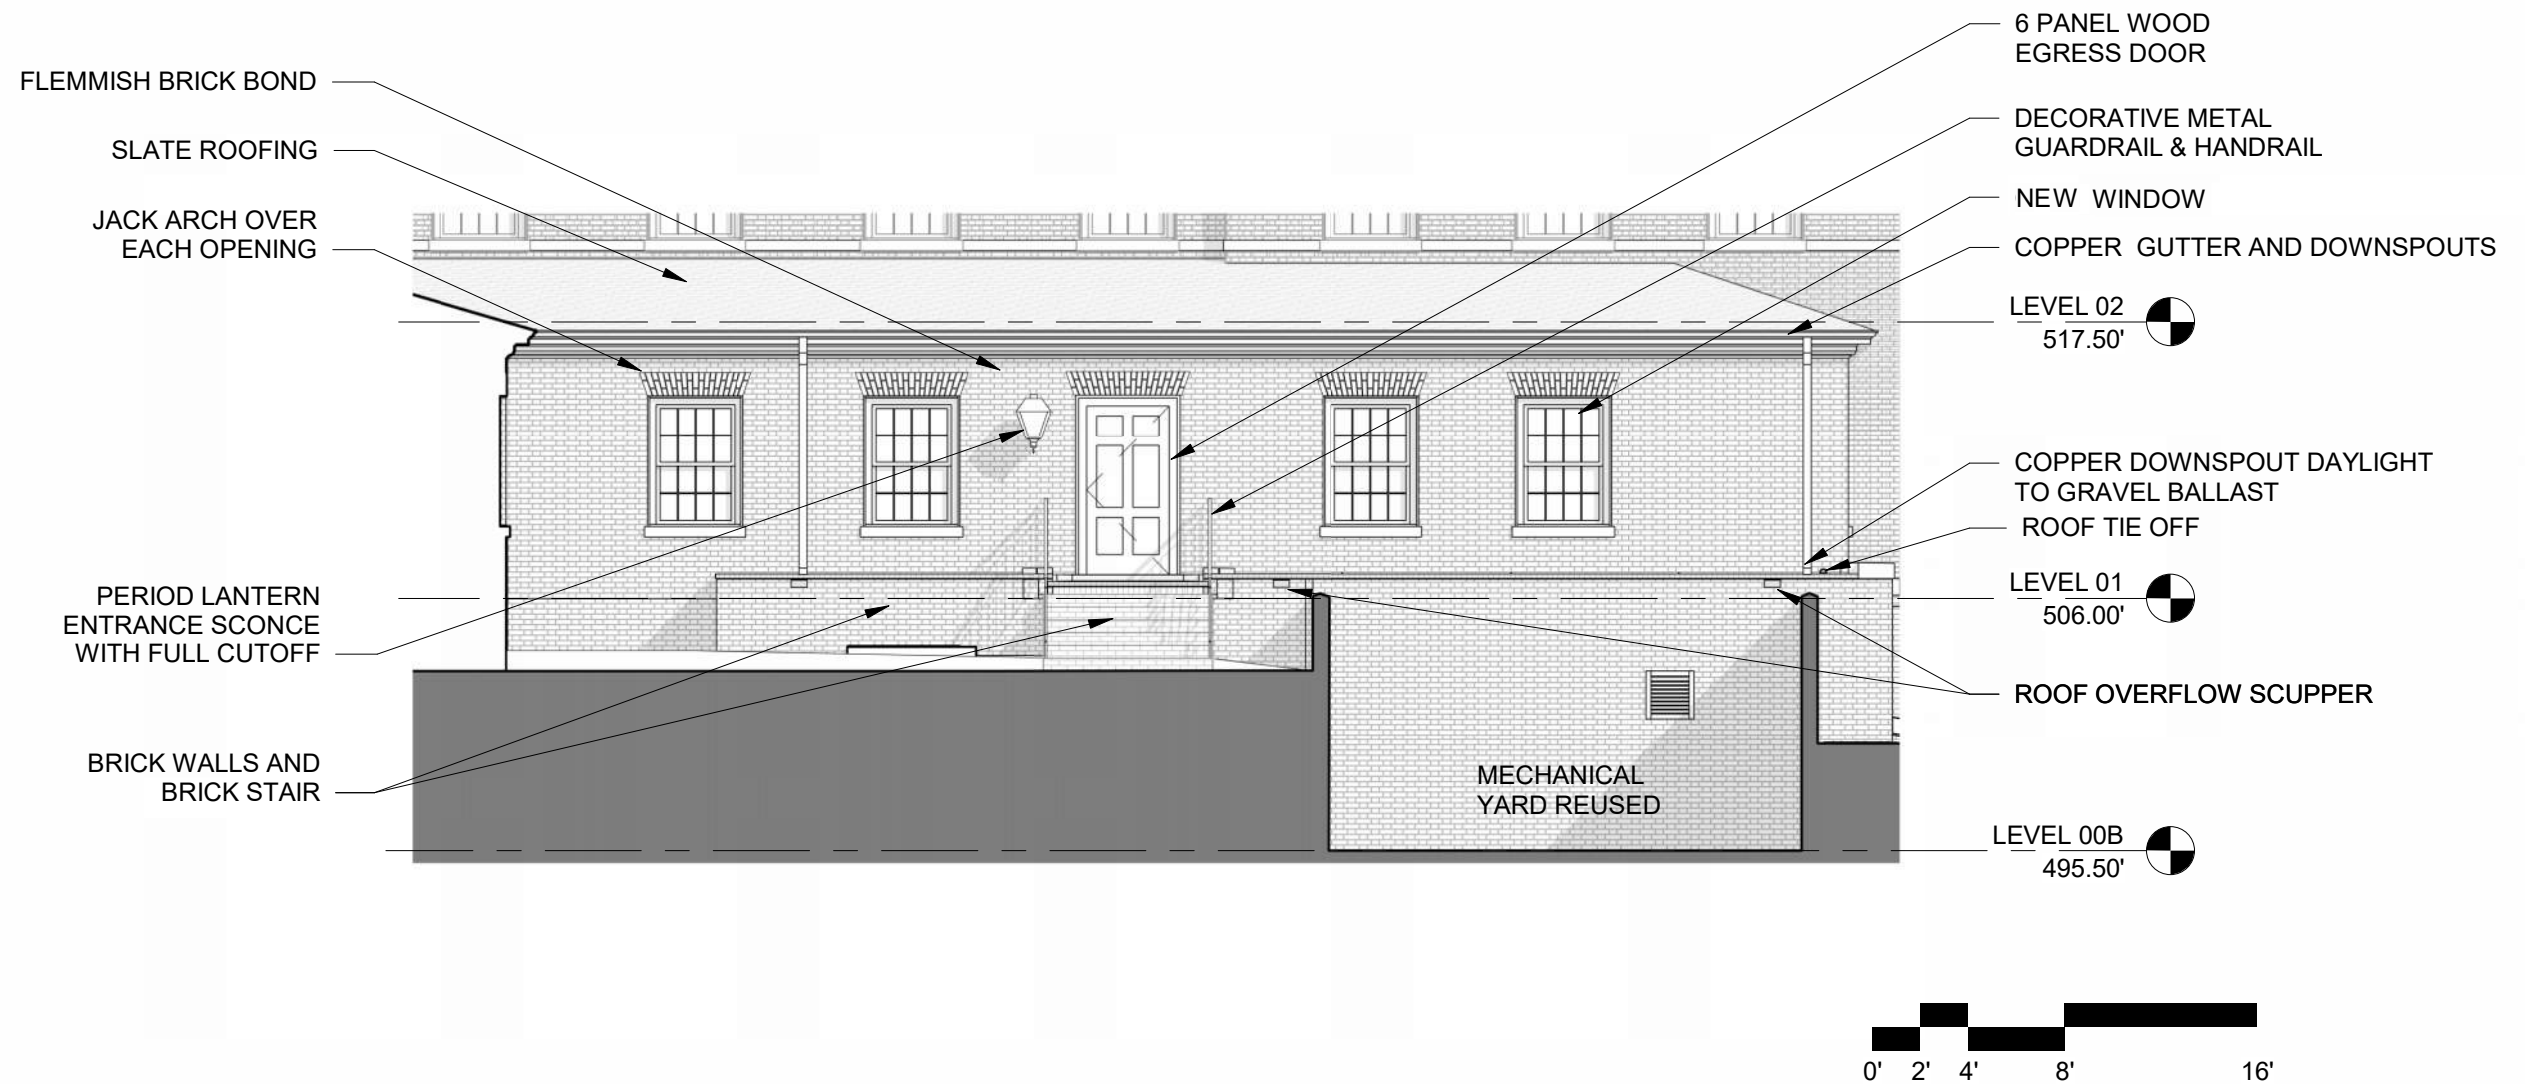 FLEMMISH BRICK BOND
SLATE ROOFING
JACK ARCH OVER
EACH OPENING
PERIOD LANTERN
ENTRANCE SCONCE
WITH FULL CUTOFF
BRICK WALLS AND
BRICK STAIR
6 PANEL WOOD
EGRESS DOOR
DECORATIVE METAL
GUARDRAIL & HANDRAIL
NEW WINDOW
COPPER GUTTER AND DOWNSPOUTS
LEVEL 02
517.50'
COPPER DOWNSPOUT DAYLIGHT
TO GRAVEL BALLAST
ROOF TIE OFF
LEVEL 01
506.00'
ROOF OVERFLOW SCUPPER
MECHANICAL
YARD REUSED
LEVEL 00B
495.50'
0' 2' 4' 8' 16'